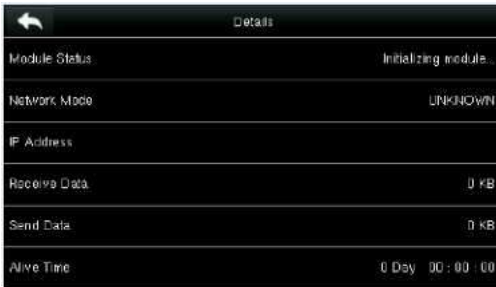 Details
Module Status Initializing module...
Network Mode UNKNOWN
IP Address
Receive Data 0 KB
Send Data 0 KB
Alive Time 0 Day 00 : 00 : 00